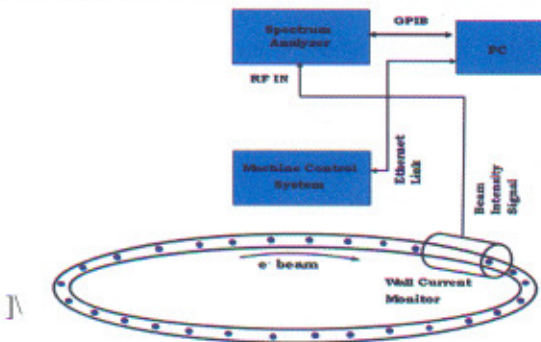 Spectrum
Analyzer
GPIB
PC
RF IN
Machine Control
System
Ethernet
Link
Beam
Intensity
Signal
e- beam
Wall Current
Monitor
]\